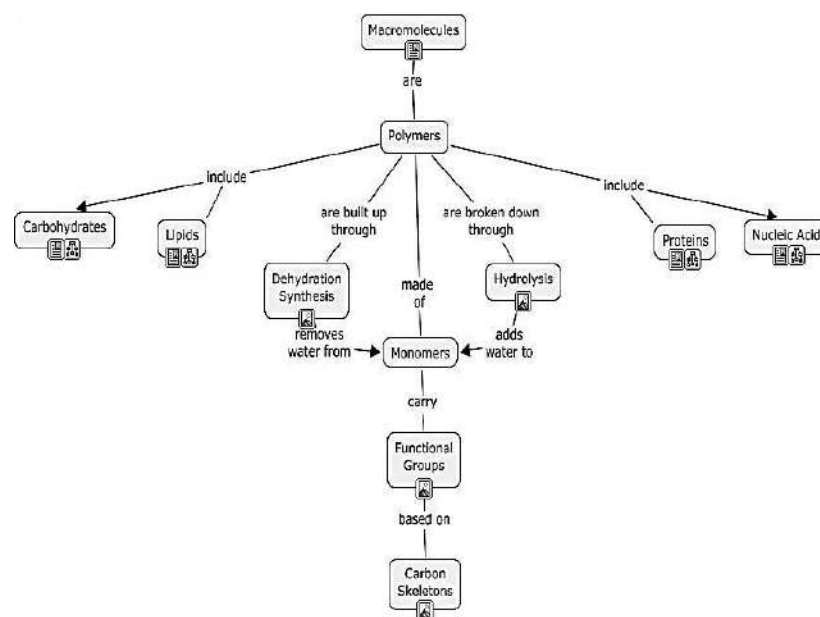 Macromolecules
are
Polymers
include
include
Carbohydrates
Lipids
are built up
through
are broken down
through
Proteins
Nucleic Acid
Dehydration
Synthesis
made
of
Hydrolysis
removes
water from
Monomers
adds
water to
carry
Functional
Groups
based on
Carbon
Skeletons